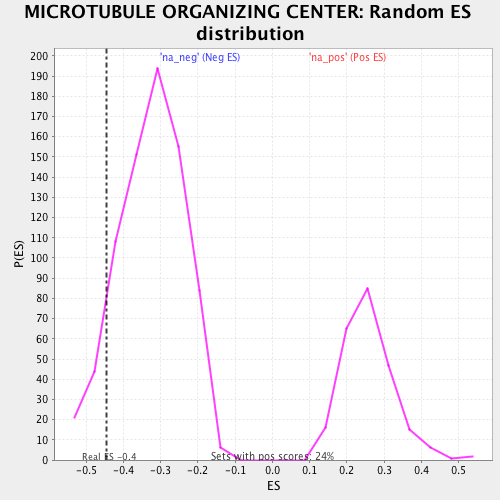 MICROTUBULE ORGANIZING CENTER: Random ES
distribution
'na_neg' (Neg ES)
'na_pos' (Pos ES)
200
190
180
170
160
150
140
130
120
110
100
90
80
70
60
50
40
30
20
10
0
P(ES)
Real ES -0.4
Sets with pos scores: 24%
-0.5 -0.4 -0.3 -0.2 -0.1 0.0 0.1 0.2 0.3 0.4 0.5
ES